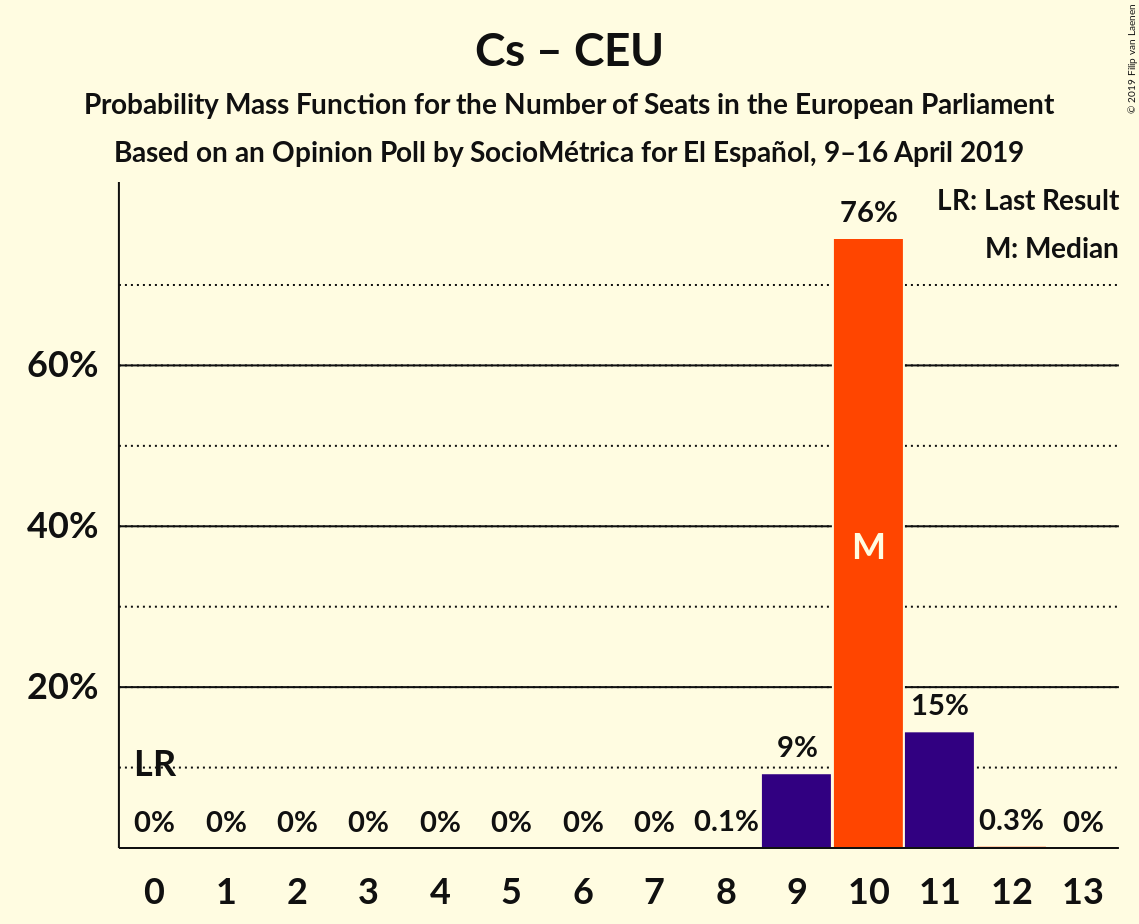 Cs – CEU
Probability Mass Function for the Number of Seats in the European Parliament
Based on an Opinion Poll by SocioMétrica for El Español, 9–16 April 2019
© 2019 Filip van Laenen
LR: Last Result
M: Median
76%
60%
40%
M
20%
15%
9%
LR
0% 0% 0% 0% 0% 0% 0% 0% 0.1% 0.3% 0%
0 1 2 3 4 5 6 7 8 9 10 11 12 13